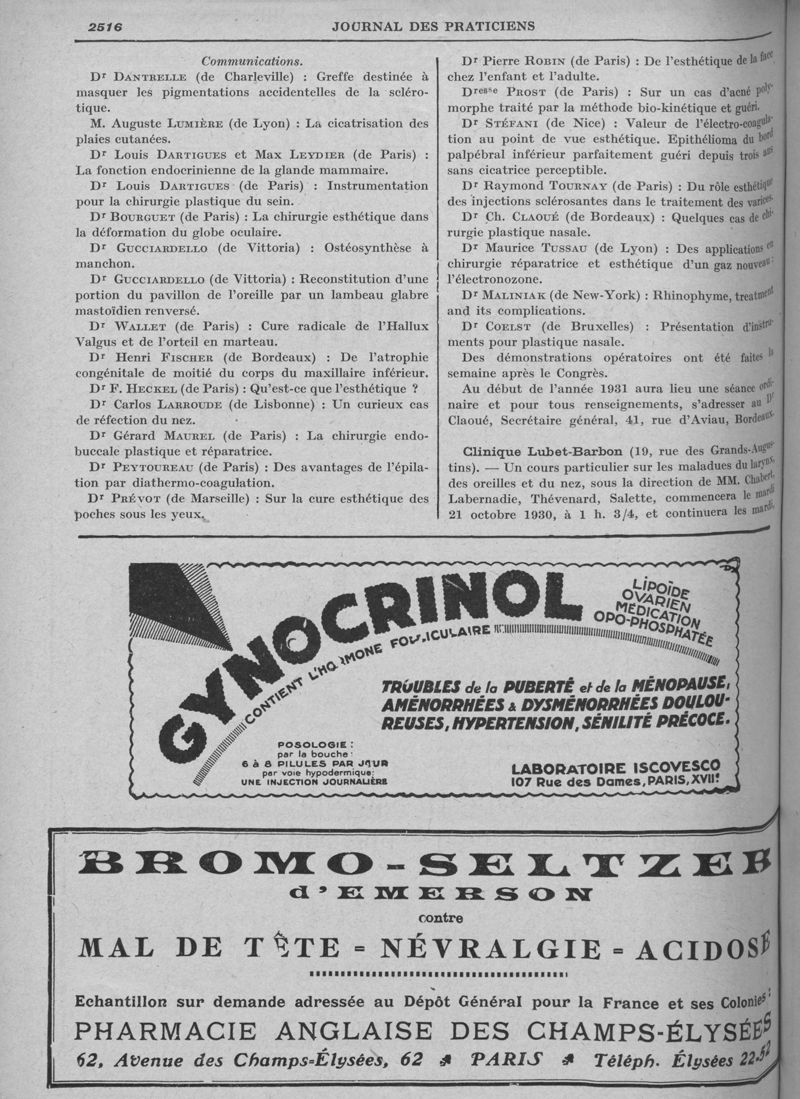 2516
JOURNAL DES PRATICIENS
Communications.
Dr DANTRELLE (de Charleville) : Greffe destinée à
masquer les pigmentations accidentelles de la scléro-
tique.
M. Auguste LUMIÈRE (de Lyon) : La cicatrisation des
plaies cutanées.
Dr Louis DARTIGUES et Max LEYDIER (de Paris) :
La fonction endocrinienne de la glande mammaire.
Dr Louis DARTIGUES (de Paris) : Instrumentation
pour la chirurgie plastique du sein.
Dr BOURGUET (de Paris) : La chirurgie esthétique dans
la déformation du globe oculaire.
Dr GUCCIARDELLO (de Vittoria) : Ostéosynthèse à
manchon.
Dr GUCCIARDELLO (de Vittoria) : Reconstitution d'une
portion du pavillon de l'oreille par un lambeau glabre
mastoïdien renversé.
Dr WALLET (de Paris) : Cure radicale de l'Hallux
Valgus et de l'orteil en marteau.
Dr Henri FISCHER (de Bordeaux) : De l'atrophie
congénitale de moitié du corps du maxillaire inférieur.
Dr F. HECKEL (de Paris) : Qu'est-ce que l'esthétique ?
Dr Carlos LARROUDE (de Lisbonne) : Un curieux cas
de réfection du nez.
Dr Gérard MAUREL (de Paris) : La chirurgie endo-
buccale plastique et réparatrice.
Dr PEYTOUREAU (de Paris) : Des avantages de l'épila-
tion par diathermo-coagulation.
Dr PRÉVOT (de Marseille) : Sur la cure esthétique des
poches sous les yeux.
Dr Pierre ROBIN (de Paris) : De l'esthétique de la face
chez l'enfant et l'adulte.
Dresse PROST (de Paris) : Sur un cas d'acné poly-
morphe traité par la méthode bio-kinétique et guéri.
Dr STÉFANI (de Nice) : Valeur de l'électro-coagula-
tion au point de vue esthétique. Epithélioma du bord
palpébral inférieur parfaitement guéri depuis trois ans
sans cicatrice perceptible.
Dr Raymond TOURNAY (de Paris) : Du rôle esthétique
des injections sclérosantes dans le traitement des varices.
Dr Ch. CLAOUÉ (de Bordeaux) : Quelques cas de chi-
rurgie plastique nasale.
Dr Maurice TUSSAU (de Lyon) : Des applications en
chirurgie réparatrice et esthétique d'un gaz nouveau :
l'électronozone.
Dr MALINIAK (de New-York) : Rhinophyme, treatment
and its complications.
Dr COELST (de Bruxelles) : Présentation d'instru-
ments pour plastique nasale.
Des démonstrations opératoires ont été faites la
semaine après le Congrès.
Au début de l'année 1931 aura lieu une séance ordi-
naire et pour tous renseignements, s'adresser au Dr
Claoué, Secrétaire général, 41, rue d'Aviau, Bordeaux.
Clinique Lubet-Barbon (19, rue des Grands-Augus-
tins). — Un cours particulier sur les maladues du larynx,
des oreilles et du nez, sous la direction de MM. Chabert,
Labernadie, Thévenard, Salette, commencera le mardi
21 octobre 1930, à 1 h. 3/4, et continuera les mardi,
GYNOCRINOL
LIPOÏDE
OVARIEN
MÉDICATION
OPO-PHOSPHATÉE
CONTIENT L'HORMONE FOLLICULAIRE
TROUBLES de la PUBERTÉ et de la MÉNOPAUSE,
AMÉNORRHÉES & DYSMÉNORRHÉES DOULOU-
REUSES, HYPERTENSION, SÉNILITÉ PRÉCOCE.
POSOLOGIE :
par la bouche :
6 à 8 PILULES PAR JOUR
par voie hypodermique :
UNE INJECTION JOURNALIÈRE
LABORATOIRE ISCOVESCO
107 Rue des Dames, PARIS, XVIIe
BROMO-SELTZER
d'EMERSON
contre
MAL DE TÊTE = NÉVRALGIE = ACIDOSE
Echantillon sur demande adressée au Dépôt Général pour la France et ses Colonies :
PHARMACIE ANGLAISE DES CHAMPS-ÉLYSÉES
62, Avenue des Champs-Élysées, 62 PARIS Téléph. Élysées 22-52